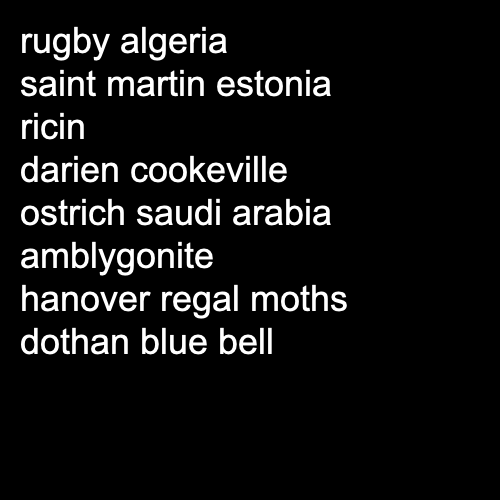 rugby algeria
saint martin estonia
ricin
darien cookeville
ostrich saudi arabia
amblygonite
hanover regal moths
dothan blue bell